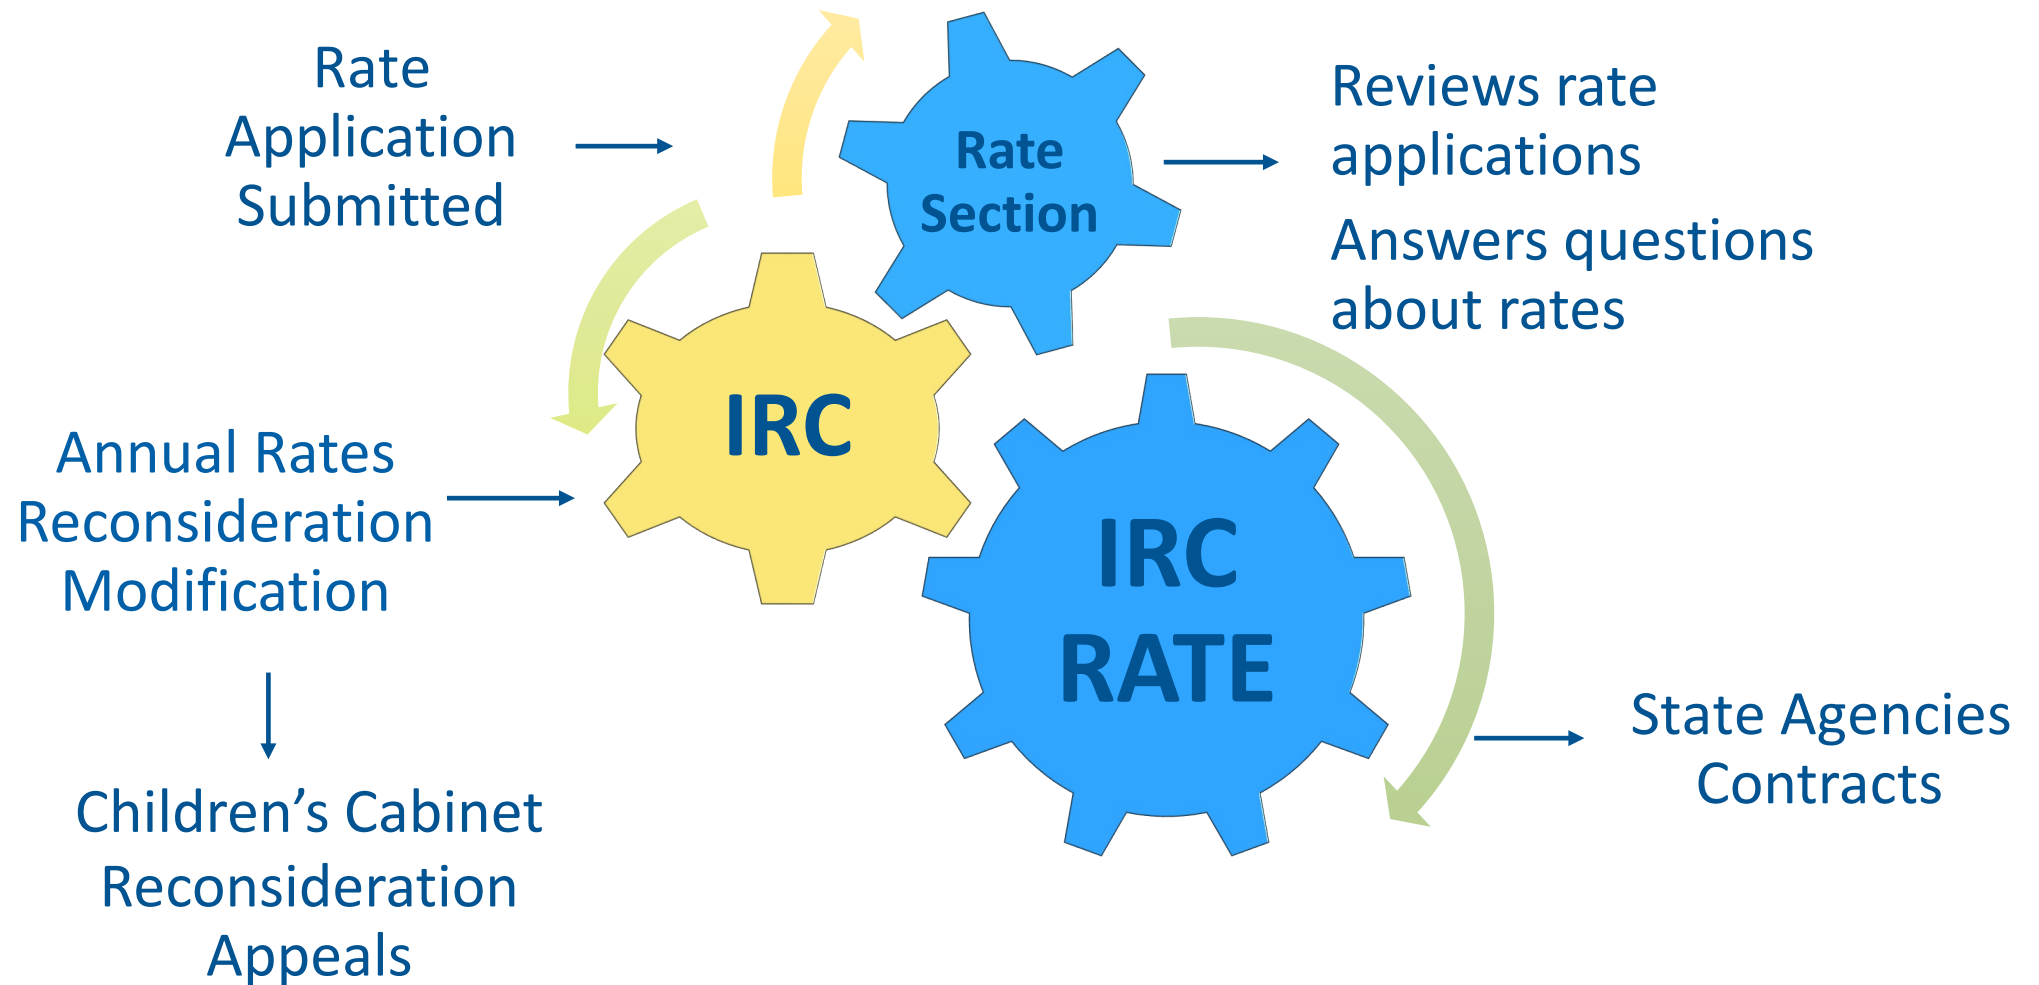 Rate
Application
Submitted
Rate
Section
Reviews rate
applications
Answers questions
about rates
IRC
Annual Rates
Reconsideration
Modification
IRC
RATE
State Agencies
Contracts
Children’s Cabinet
Reconsideration
Appeals